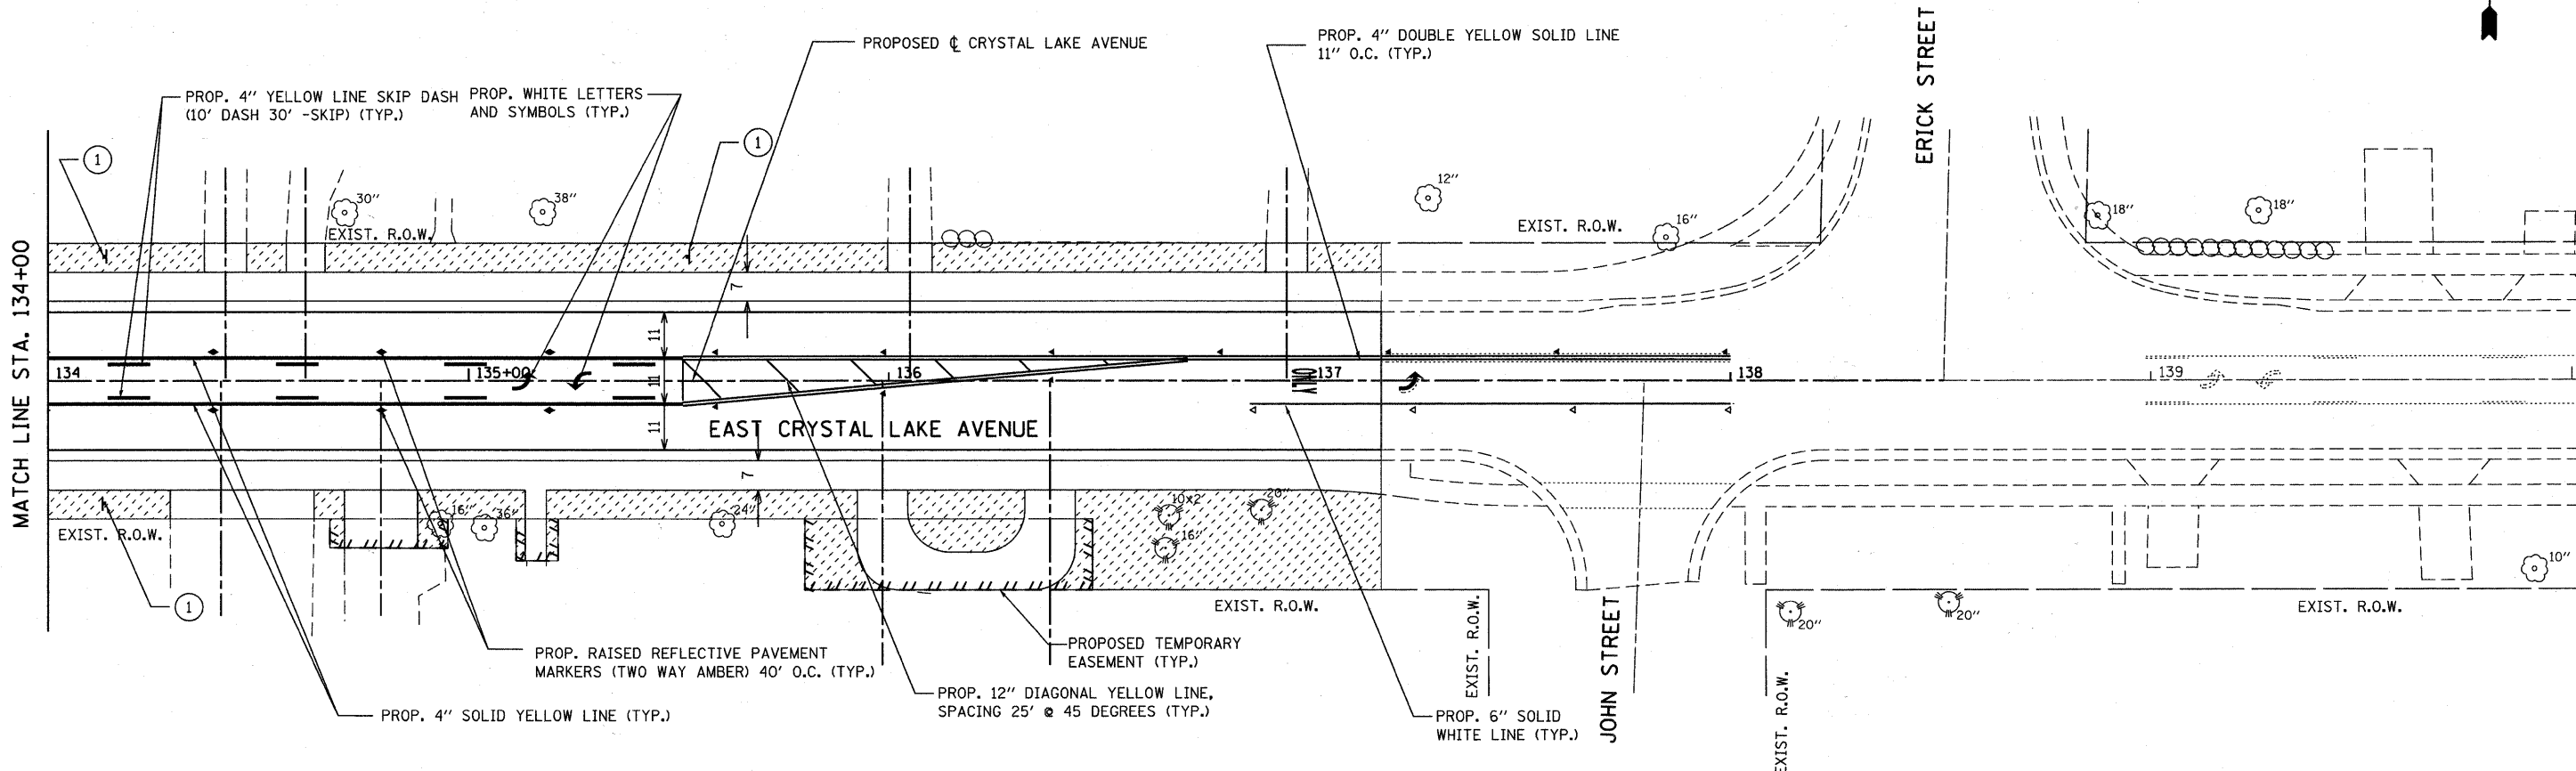 PROPOSED ℄ CRYSTAL LAKE AVENUE
PROP. 4" DOUBLE YELLOW SOLID LINE
11" O.C. (TYP.)
ERICK STREET
PROP. 4" YELLOW LINE SKIP DASH
(10' DASH 30' -SKIP) (TYP.)
PROP. WHITE LETTERS
AND SYMBOLS (TYP.)
1
1
30"
38"
12"
16"
18"
18"
EXIST. R.O.W.
EXIST. R.O.W.
MATCH LINE STA. 134+00
7
11
11
11
7
134
135+00
136
137
ONLY
138
139
EAST CRYSTAL LAKE AVENUE
16"
36"
24"
10x2"
20"
16"
EXIST. R.O.W.
10"
1
EXIST. R.O.W.
EXIST. R.O.W.
20"
20"
EXIST. R.O.W.
JOHN STREET
EXIST. R.O.W.
PROP. RAISED REFLECTIVE PAVEMENT
MARKERS (TWO WAY AMBER) 40' O.C. (TYP.)
PROPOSED TEMPORARY
EASEMENT (TYP.)
PROP. 12" DIAGONAL YELLOW LINE,
SPACING 25' @ 45 DEGREES (TYP.)
PROP. 4" SOLID YELLOW LINE (TYP.)
PROP. 6" SOLID
WHITE LINE (TYP.)